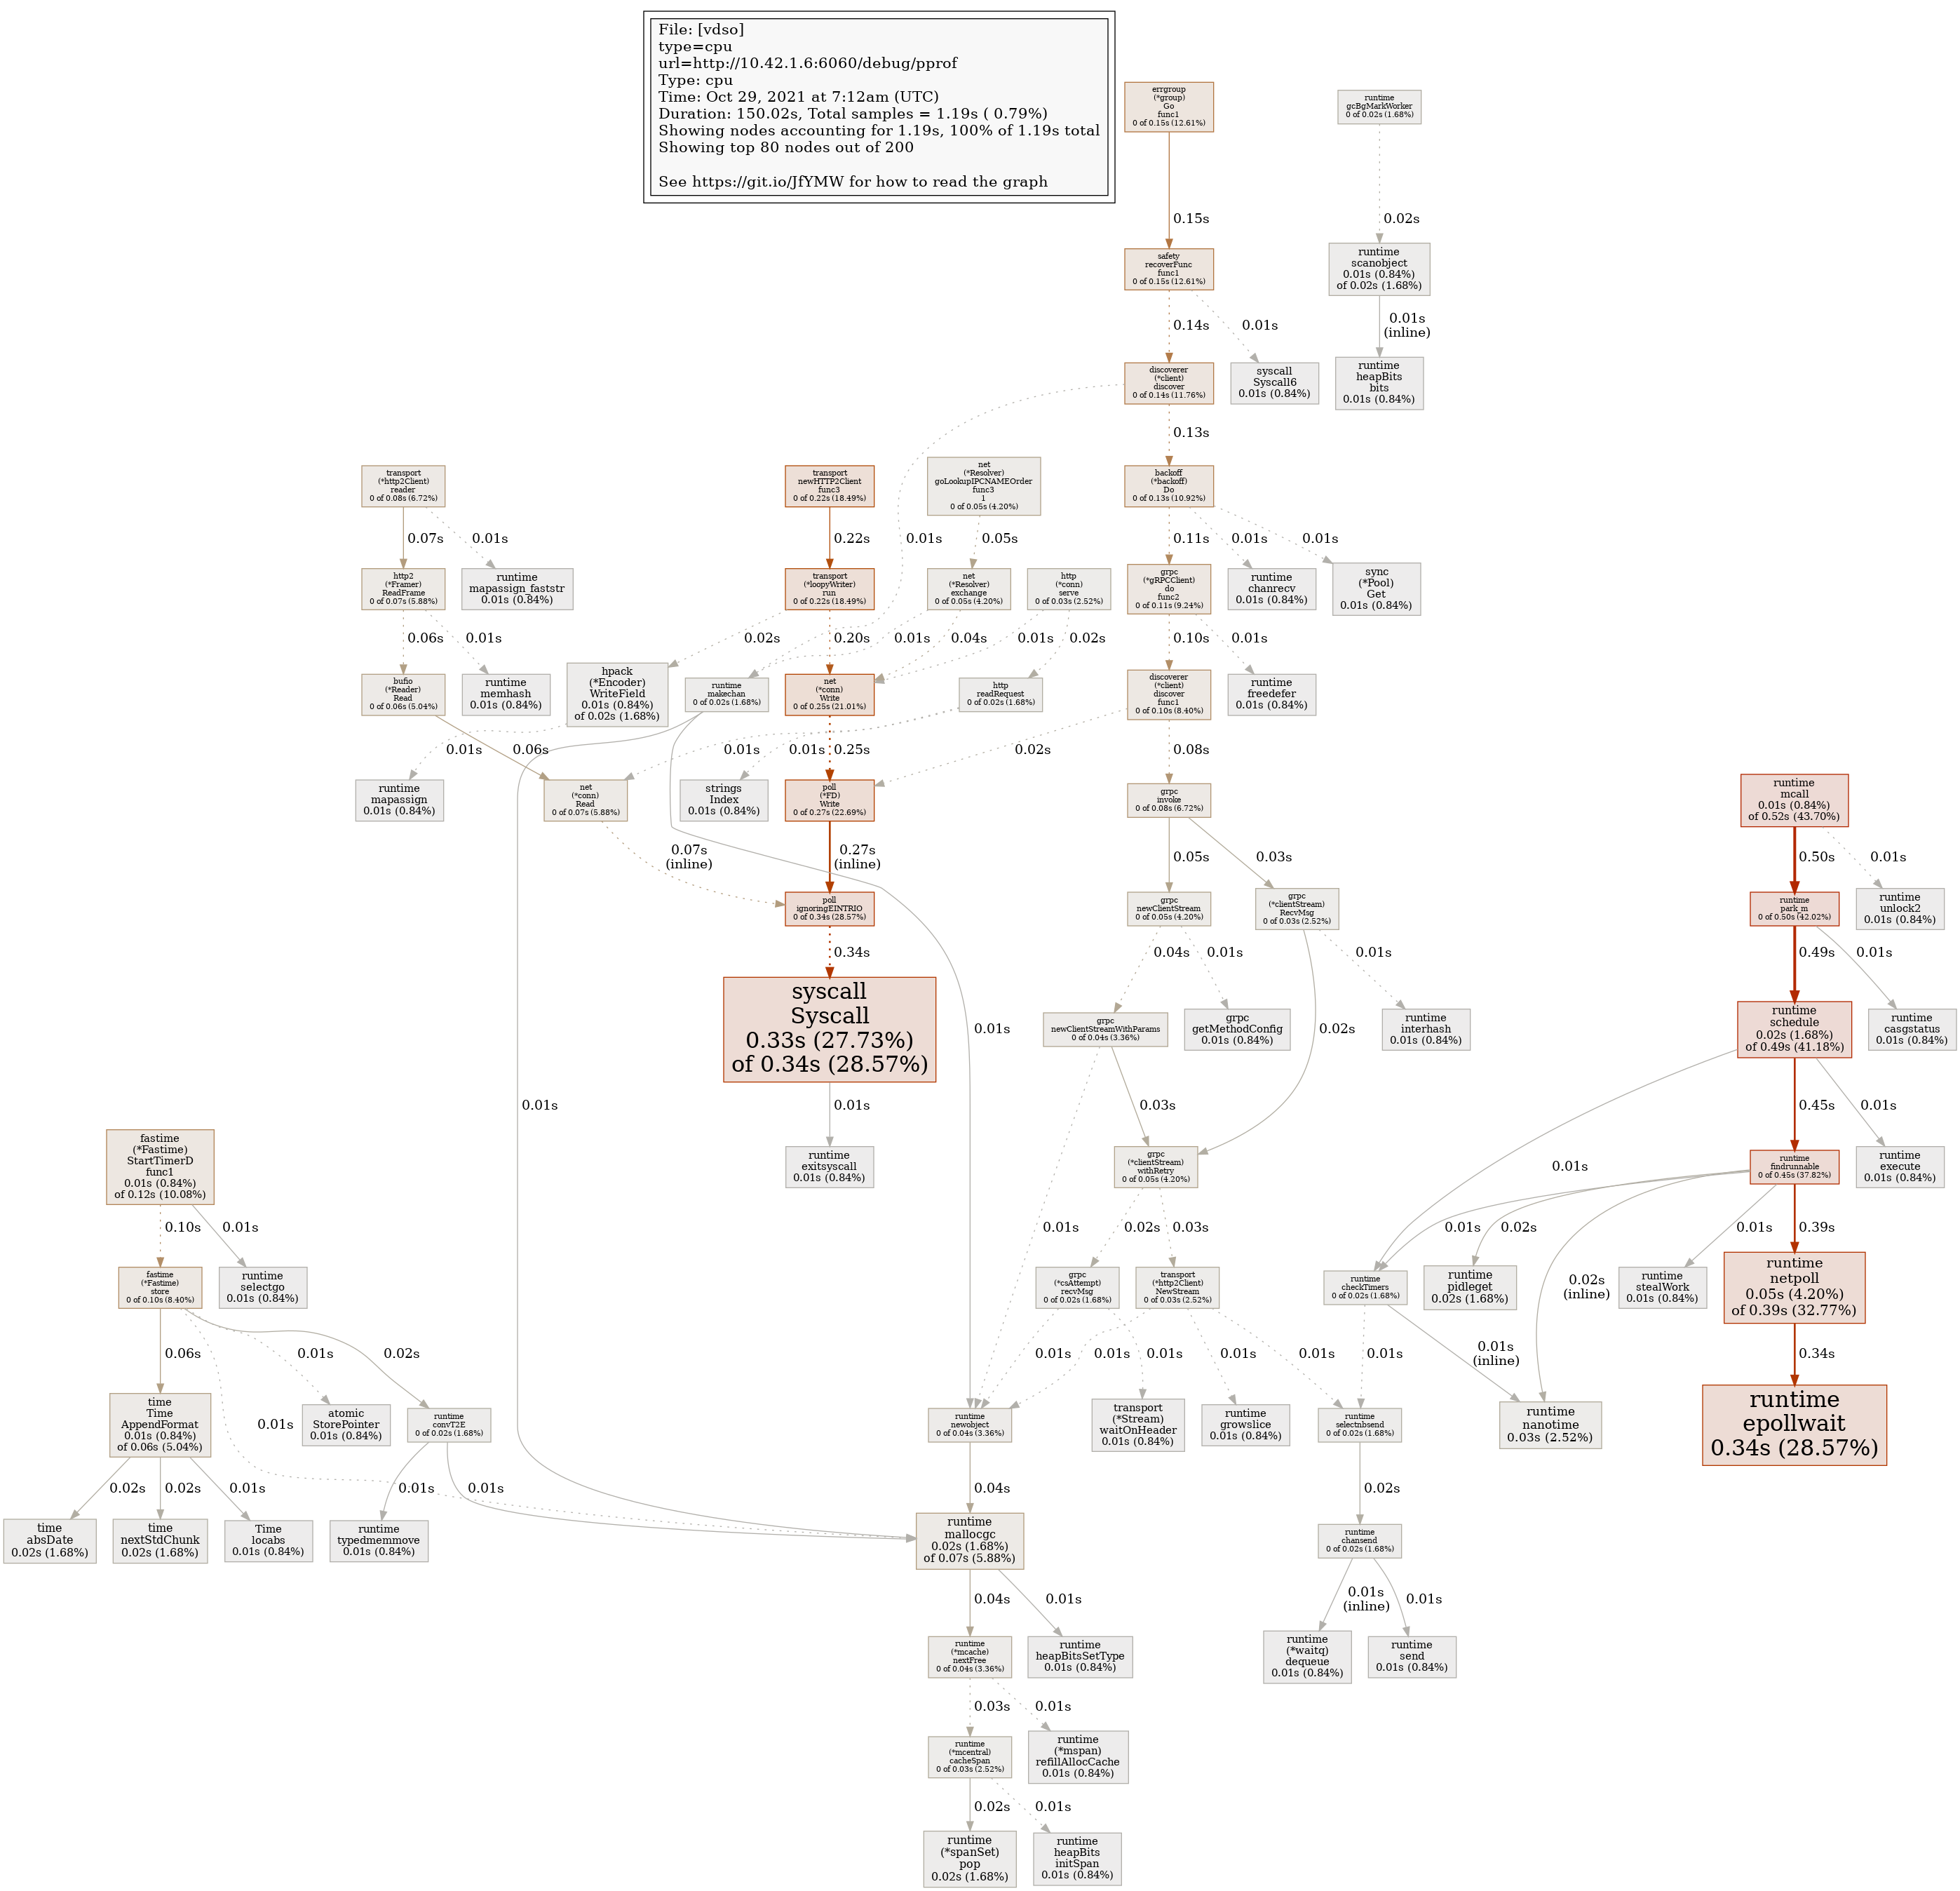 File: [vdso]
type=cpu
url=http://10.42.1.6:6060/debug/pprof
Type: cpu
Time: Oct 29, 2021 at 7:12am (UTC)
Duration: 150.02s, Total samples = 1.19s ( 0.79%)
Showing nodes accounting for 1.19s, 100% of 1.19s total
Showing top 80 nodes out of 200
See https://git.io/JfYMW for how to read the graph
errgroup
(*group)
Go
func1
0 of 0.15s (12.61%)
runtime
gcBgMarkWorker
0 of 0.02s (1.68%)
0.15s
0.02s
safety
recoverFunc
func1
0 of 0.15s (12.61%)
runtime
scanobject
0.01s (0.84%)
of 0.02s (1.68%)
0.14s
0.01s
0.01s
(inline)
discoverer
(*client)
discover
0 of 0.14s (11.76%)
syscall
Syscall6
0.01s (0.84%)
runtime
heapBits
bits
0.01s (0.84%)
0.13s
transport
(*http2Client)
reader
0 of 0.08s (6.72%)
transport
newHTTP2Client
func3
0 of 0.22s (18.49%)
net
(*Resolver)
goLookupIPCNAMEOrder
func3
1
0 of 0.05s (4.20%)
backoff
(*backoff)
Do
0 of 0.13s (10.92%)
0.07s
0.01s
0.22s
0.01s
0.05s
0.11s
0.01s
0.01s
http2
(*Framer)
ReadFrame
0 of 0.07s (5.88%)
runtime
mapassign_faststr
0.01s (0.84%)
transport
(*loopyWriter)
run
0 of 0.22s (18.49%)
net
(*Resolver)
exchange
0 of 0.05s (4.20%)
http
(*conn)
serve
0 of 0.03s (2.52%)
grpc
(*gRPCClient)
do
func2
0 of 0.11s (9.24%)
runtime
chanrecv
0.01s (0.84%)
sync
(*Pool)
Get
0.01s (0.84%)
0.06s
0.01s
0.02s
0.20s
0.01s
0.04s
0.01s
0.02s
0.10s
0.01s
bufio
(*Reader)
Read
0 of 0.06s (5.04%)
runtime
memhash
0.01s (0.84%)
hpack
(*Encoder)
WriteField
0.01s (0.84%)
of 0.02s (1.68%)
runtime
makechan
0 of 0.02s (1.68%)
net
(*conn)
Write
0 of 0.25s (21.01%)
http
readRequest
0 of 0.02s (1.68%)
discoverer
(*client)
discover
func1
0 of 0.10s (8.40%)
runtime
freedefer
0.01s (0.84%)
0.01s
0.06s
0.01s
0.01s
0.25s
0.02s
0.08s
runtime
mapassign
0.01s (0.84%)
net
(*conn)
Read
0 of 0.07s (5.88%)
strings
Index
0.01s (0.84%)
poll
(*FD)
Write
0 of 0.27s (22.69%)
grpc
invoke
0 of 0.08s (6.72%)
runtime
mcall
0.01s (0.84%)
of 0.52s (43.70%)
0.07s
(inline)
0.27s
(inline)
0.05s
0.03s
0.50s
0.01s
poll
ignoringEINTRIO
0 of 0.34s (28.57%)
grpc
newClientStream
0 of 0.05s (4.20%)
grpc
(*clientStream)
RecvMsg
0 of 0.03s (2.52%)
runtime
park_m
0 of 0.50s (42.02%)
runtime
unlock2
0.01s (0.84%)
0.34s
0.04s
0.01s
0.01s
0.49s
0.01s
syscall
Syscall
0.33s (27.73%)
of 0.34s (28.57%)
0.01s
grpc
newClientStreamWithParams
0 of 0.04s (3.36%)
grpc
getMethodConfig
0.01s (0.84%)
0.02s
runtime
interhash
0.01s (0.84%)
runtime
schedule
0.02s (1.68%)
of 0.49s (41.18%)
runtime
casgstatus
0.01s (0.84%)
0.01s
0.01s
0.03s
0.45s
0.01s
fastime
(*Fastime)
StartTimerD
func1
0.01s (0.84%)
of 0.12s (10.08%)
runtime
exitsyscall
0.01s (0.84%)
grpc
(*clientStream)
withRetry
0 of 0.05s (4.20%)
0.01s
runtime
findrunnable
0 of 0.45s (37.82%)
runtime
execute
0.01s (0.84%)
0.10s
0.01s
0.01s
0.02s
0.03s
0.01s
0.02s
0.01s
0.39s
fastime
(*Fastime)
store
0 of 0.10s (8.40%)
runtime
selectgo
0.01s (0.84%)
grpc
(*csAttempt)
recvMsg
0 of 0.02s (1.68%)
transport
(*http2Client)
NewStream
0 of 0.03s (2.52%)
runtime
checkTimers
0 of 0.02s (1.68%)
runtime
pidleget
0.02s (1.68%)
0.02s
(inline)
runtime
stealWork
0.01s (0.84%)
runtime
netpoll
0.05s (4.20%)
of 0.39s (32.77%)
0.06s
0.01s
0.02s
0.01s
0.01s
0.01s
0.01s
0.01s
0.01s
0.01s
(inline)
0.34s
time
Time
AppendFormat
0.01s (0.84%)
of 0.06s (5.04%)
0.01s
atomic
StorePointer
0.01s (0.84%)
runtime
convT2E
0 of 0.02s (1.68%)
runtime
newobject
0 of 0.04s (3.36%)
transport
(*Stream)
waitOnHeader
0.01s (0.84%)
runtime
growslice
0.01s (0.84%)
runtime
selectnbsend
0 of 0.02s (1.68%)
runtime
nanotime
0.03s (2.52%)
runtime
epollwait
0.34s (28.57%)
0.02s
0.02s
0.01s
0.01s
0.01s
0.04s
0.02s
time
absDate
0.02s (1.68%)
time
nextStdChunk
0.02s (1.68%)
Time
locabs
0.01s (0.84%)
runtime
typedmemmove
0.01s (0.84%)
runtime
mallocgc
0.02s (1.68%)
of 0.07s (5.88%)
runtime
chansend
0 of 0.02s (1.68%)
0.04s
0.01s
0.01s
(inline)
0.01s
runtime
(*mcache)
nextFree
0 of 0.04s (3.36%)
runtime
heapBitsSetType
0.01s (0.84%)
runtime
(*waitq)
dequeue
0.01s (0.84%)
runtime
send
0.01s (0.84%)
0.03s
0.01s
runtime
(*mcentral)
cacheSpan
0 of 0.03s (2.52%)
runtime
(*mspan)
refillAllocCache
0.01s (0.84%)
0.02s
0.01s
runtime
(*spanSet)
pop
0.02s (1.68%)
runtime
heapBits
initSpan
0.01s (0.84%)